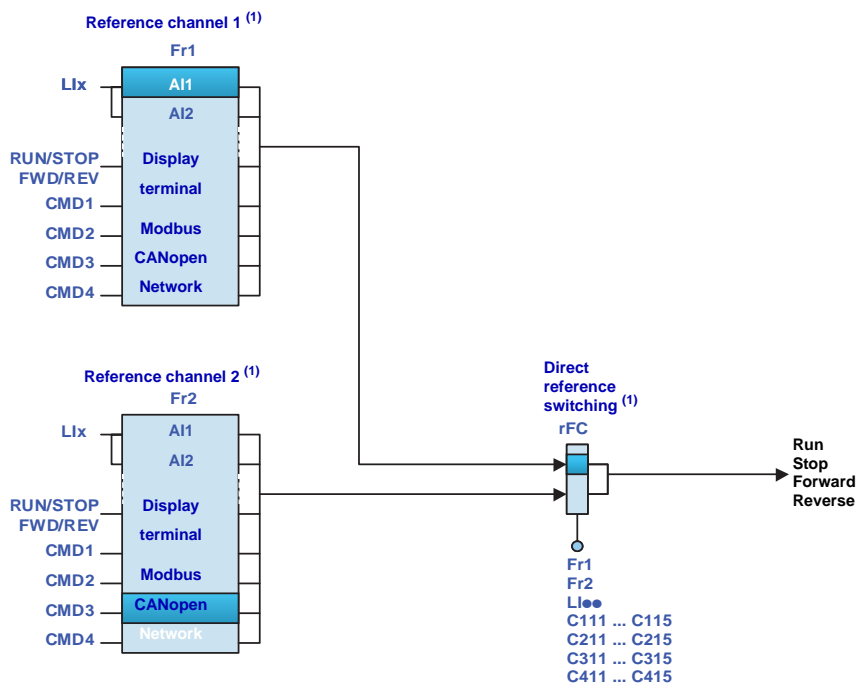 Reference channel 1 (1)
Fr1
LIx
AI1
AI2
RUN/STOP
FWD/REV
Display
terminal
CMD1
CMD2
Modbus
CMD3
CANopen
CMD4
Network
Reference channel 2 (1)
Fr2
LIx
AI1
AI2
RUN/STOP
FWD/REV
Display
terminal
CMD1
CMD2
Modbus
CMD3
CANopen
CMD4
Network
Direct
reference
switching (1)
rFC
Run
Stop
Forward
Reverse
Fr1
Fr2
LI●●
C111 ... C115
C211 ... C215
C311 ... C315
C411 ... C415